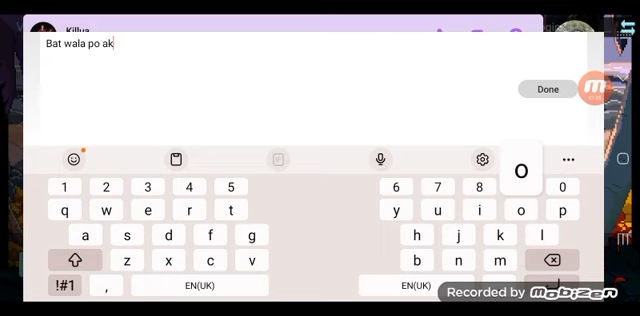 Killua
Bat wala po ak
Done
o
1 2 3 4 5 6 7 8 0
q w e r t y u i o p
a s d f g h j k l
z x c v b n m
!#1 , EN(UK) EN(UK)
Recorded by mobizen